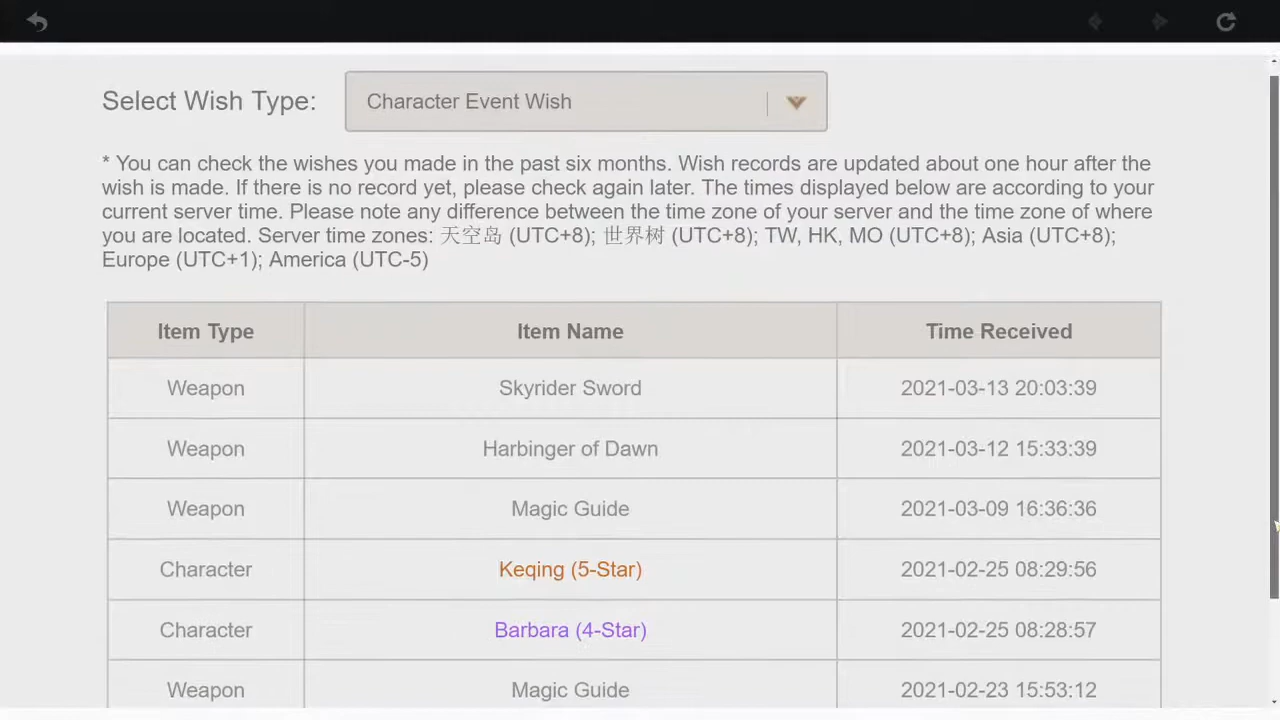 Select Wish Type: Character Event Wish
* You can check the wishes you made in the past six months. Wish records are updated about one hour after the
wish is made. If there is no record yet, please check again later. The times displayed below are according to your
current server time. Please note any difference between the time zone of your server and the time zone of where
you are located. Server time zones: 天空岛 (UTC+8); 世界树 (UTC+8); TW, HK, MO (UTC+8); Asia (UTC+8);
Europe (UTC+1); America (UTC-5)
Item Type Item Name Time Received
Weapon Skyrider Sword 2021-03-13 20:03:39
Weapon Harbinger of Dawn 2021-03-12 15:33:39
Weapon Magic Guide 2021-03-09 16:36:36
Character Keqing (5-Star) 2021-02-25 08:29:56
Character Barbara (4-Star) 2021-02-25 08:28:57
Weapon Magic Guide 2021-02-23 15:53:12